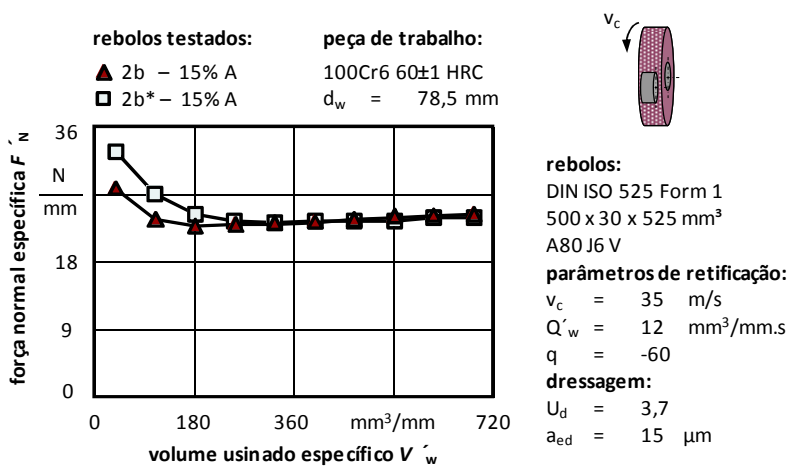 rebolos testados:
2b – 15% A
2b* – 15% A
peça de trabalho:
100Cr6 60±1 HRC
d_w = 78,5 mm
força normal específica F´_N
36
N
mm
18
9
0
0 180 360 mm³/mm 720
volume usinado específico V´_w
v_c
rebolos:
DIN ISO 525 Form 1
500 x 30 x 525 mm³
A80 J6 V
parâmetros de retificação:
v_c = 35 m/s
Q´_w = 12 mm³/mm.s
q = -60
dressagem:
U_d = 3,7
a_ed = 15 µm